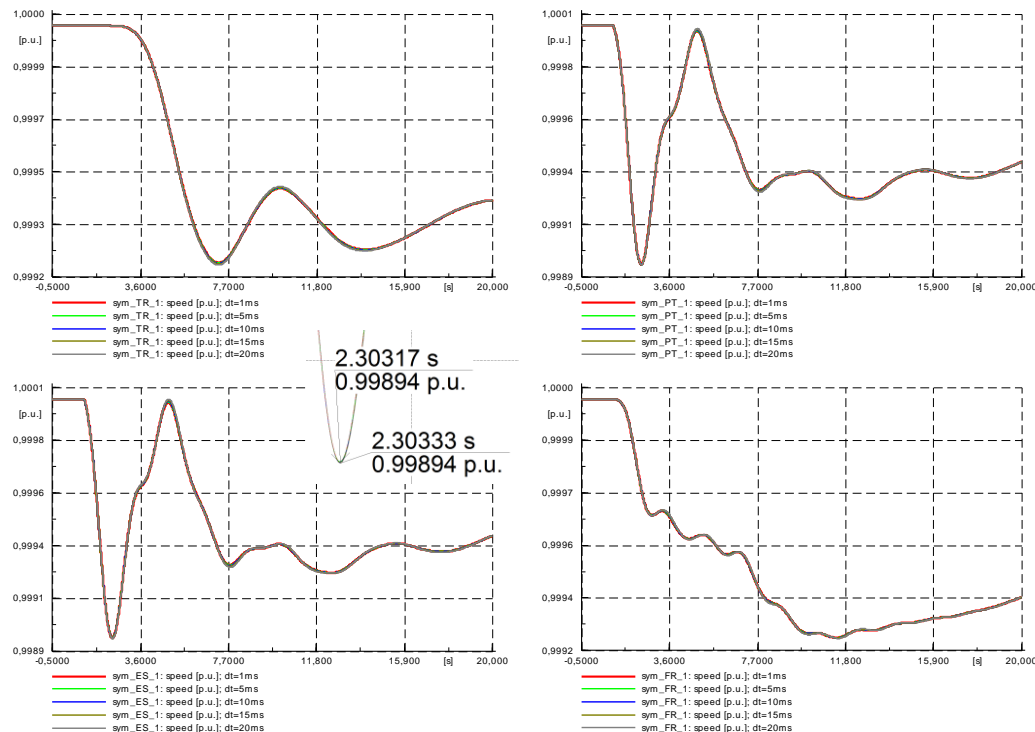 1,0000
[p.u.]
0,9999
0,9997
0,9995
0,9993
0,9992
-0,5000 3,6000 7,7000 11,800 15,900 [s] 20,000
sym_TR_1: speed [p.u.]; dt=1ms
sym_TR_1: speed [p.u.]; dt=5ms
sym_TR_1: speed [p.u.]; dt=10ms
sym_TR_1: speed [p.u.]; dt=15ms
sym_TR_1: speed [p.u.]; dt=20ms
1,0001
[p.u.]
0,9998
0,9996
0,9994
0,9991
0,9989
-0,5000 3,6000 7,7000 11,800 15,900 [s] 20,000
sym_PT_1: speed [p.u.]; dt=1ms
sym_PT_1: speed [p.u.]; dt=5ms
sym_PT_1: speed [p.u.]; dt=10ms
sym_PT_1: speed [p.u.]; dt=15ms
sym_PT_1: speed [p.u.]; dt=20ms
2.30317 s
0.99894 p.u.
2.30333 s
0.99894 p.u.
1,0001
[p.u.]
0,9998
0,9996
0,9994
0,9991
0,9989
-0,5000 3,6000 7,7000 11,800 15,900 [s] 20,000
sym_ES_1: speed [p.u.]; dt=1ms
sym_ES_1: speed [p.u.]; dt=5ms
sym_ES_1: speed [p.u.]; dt=10ms
sym_ES_1: speed [p.u.]; dt=15ms
sym_ES_1: speed [p.u.]; dt=20ms
1,0000
[p.u.]
0,9999
0,9997
0,9996
0,9994
0,9992
-0,5000 3,6000 7,7000 11,800 15,900 [s] 20,000
sym_FR_1: speed [p.u.]; dt=1ms
sym_FR_1: speed [p.u.]; dt=5ms
sym_FR_1: speed [p.u.]; dt=10ms
sym_FR_1: speed [p.u.]; dt=15ms
sym_FR_1: speed [p.u.]; dt=20ms